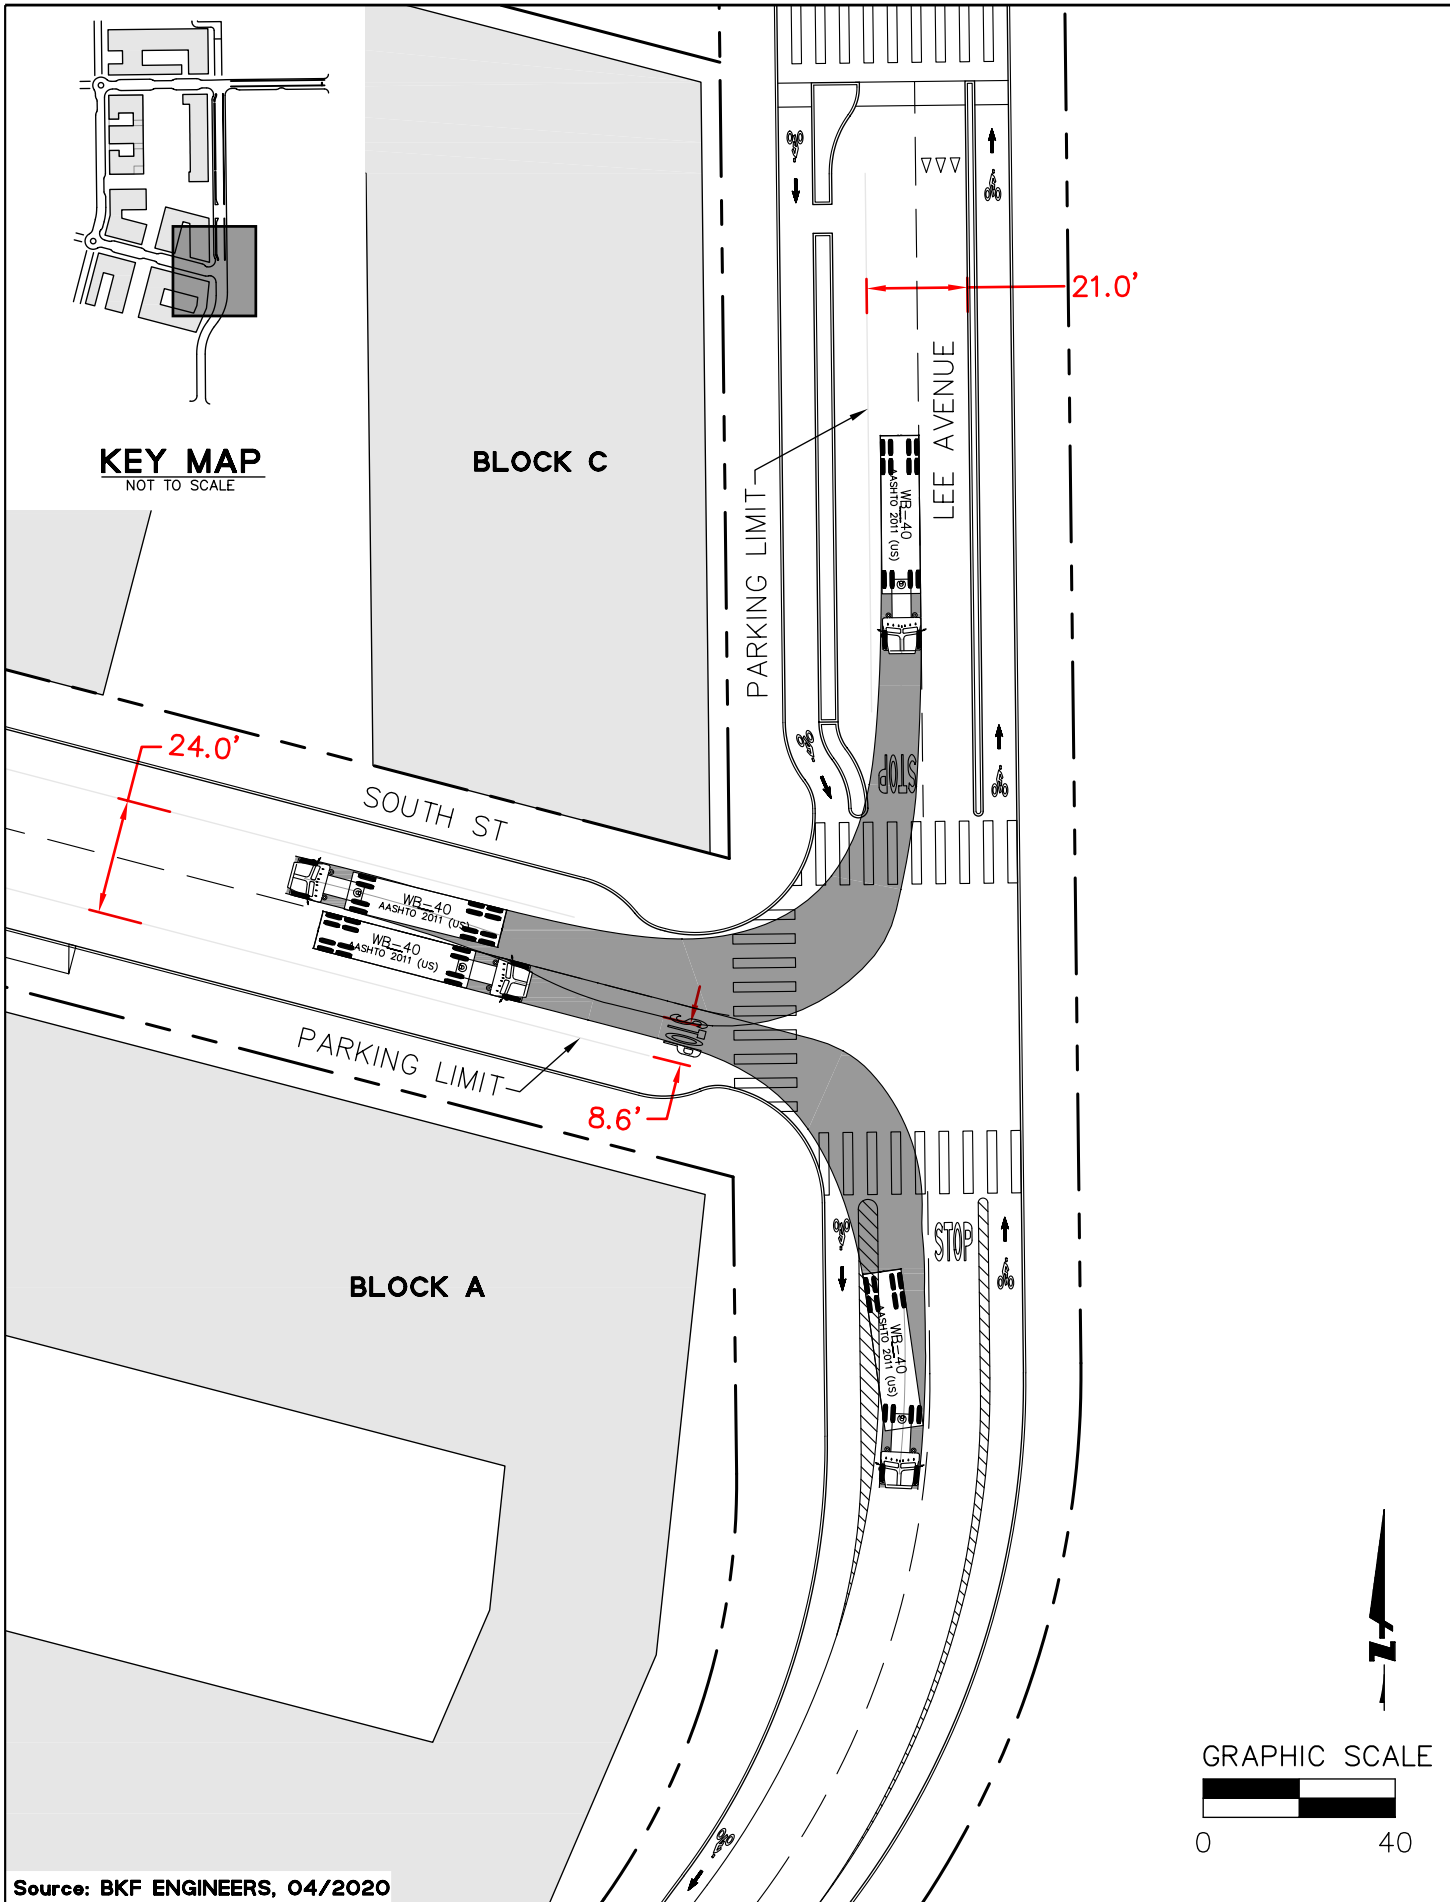 KEY MAP
NOT TO SCALE
BLOCK C
21.0'
LEE AVENUE
PARKING LIMIT
WB-40
AASHTO 2011 (US)
STOP
24.0'
SOUTH ST
WB-40
AASHTO 2011 (US)
WB-40
AASHTO 2011 (US)
STOP
PARKING LIMIT
8.6'
STOP
BLOCK A
WB-40
AASHTO 2011 (US)
GRAPHIC SCALE
0 40
Source: BKF ENGINEERS, 04/2020